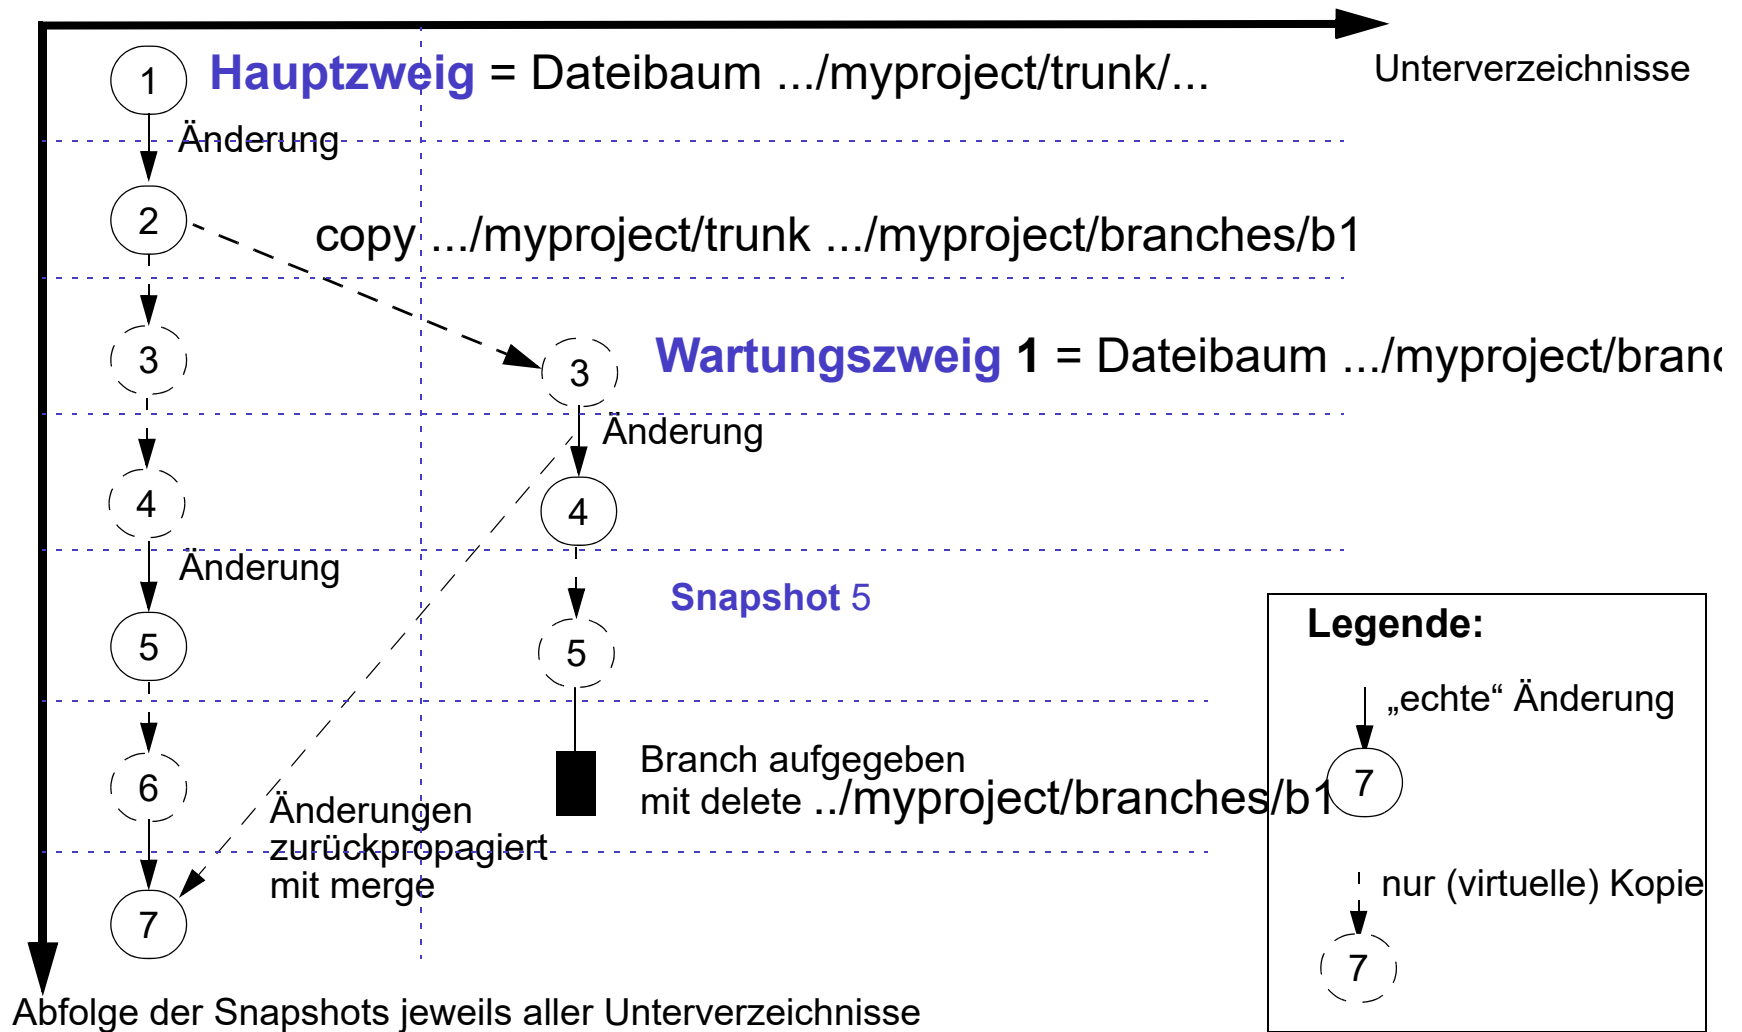 1
Hauptzweig = Dateibaum .../myproject/trunk/...
Unterverzeichnisse
Änderung
2
copy .../myproject/trunk .../myproject/branches/b1
3
3
Wartungszweig 1 = Dateibaum .../myproject/branc
Änderung
4
4
Änderung
Snapshot 5
5
5
Legende:
„echte“ Änderung
7
nur (virtuelle) Kopie
7
Branch aufgegeben
mit delete ../myproject/branches/b1
6
Änderungen
zurückpropagiert
mit merge
7
Abfolge der Snapshots jeweils aller Unterverzeichnisse